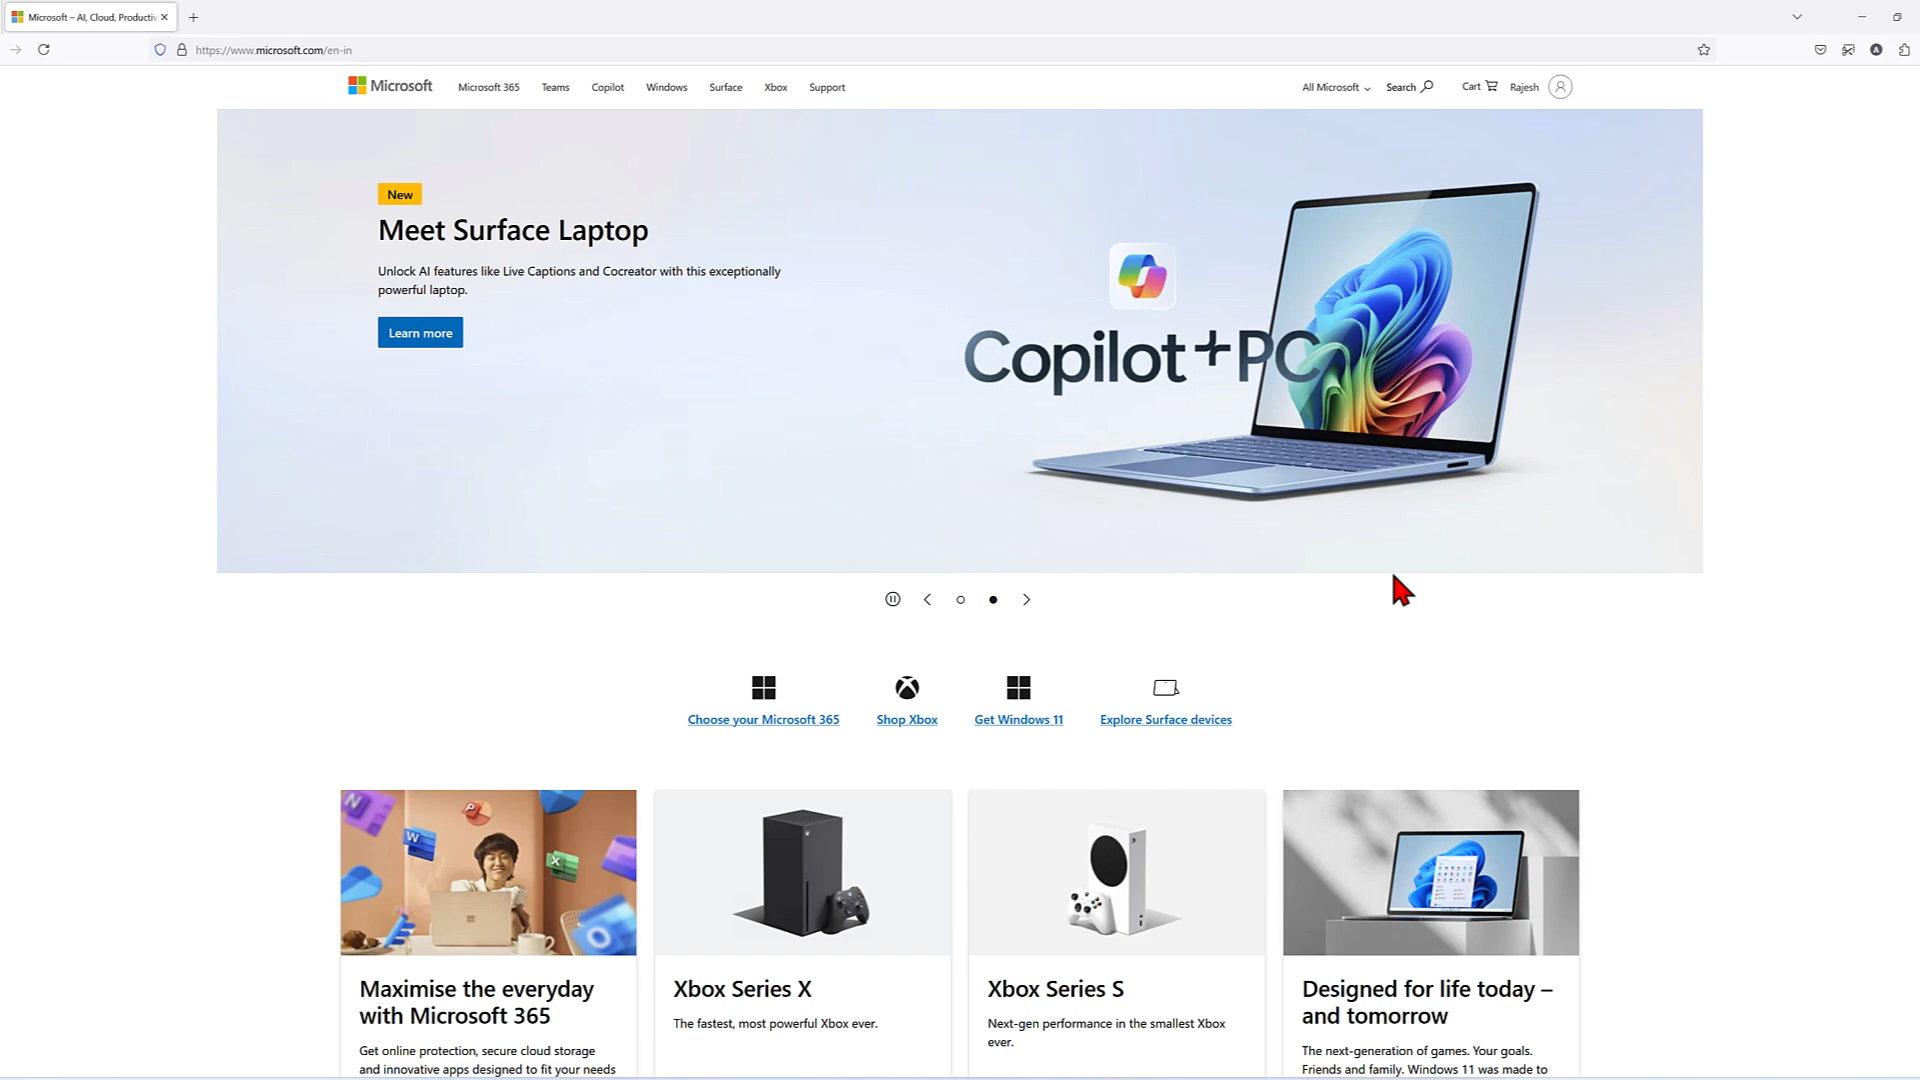 Microsoft – AI, Cloud, Productiv
https://www.microsoft.com/en-in
Microsoft
Microsoft 365
Teams
Copilot
Windows
Surface
Xbox
Support
All Microsoft
Search
Cart
Rajesh
New
Meet Surface Laptop
Unlock AI features like Live Captions and Cocreator with this exceptionally
powerful laptop.
Learn more
Copilot+PC
Choose your Microsoft 365
Shop Xbox
Get Windows 11
Explore Surface devices
Maximise the everyday
with Microsoft 365
Get online protection, secure cloud storage
and innovative apps designed to fit your needs
Xbox Series X
The fastest, most powerful Xbox ever.
Xbox Series S
Next-gen performance in the smallest Xbox
ever.
Designed for life today –
and tomorrow
The next-generation of games. Your goals.
Friends and family. Windows 11 was made to